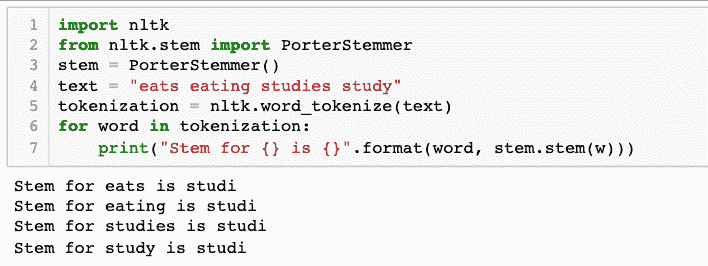 1 import nltk
2 from nltk.stem import PorterStemmer
3 stem = PorterStemmer()
4 text = "eats eating studies study"
5 tokenization = nltk.word_tokenize(text)
6 for word in tokenization:
7     print("Stem for {} is {}".format(word, stem.stem(w)))
Stem for eats is studi
Stem for eating is studi
Stem for studies is studi
Stem for study is studi